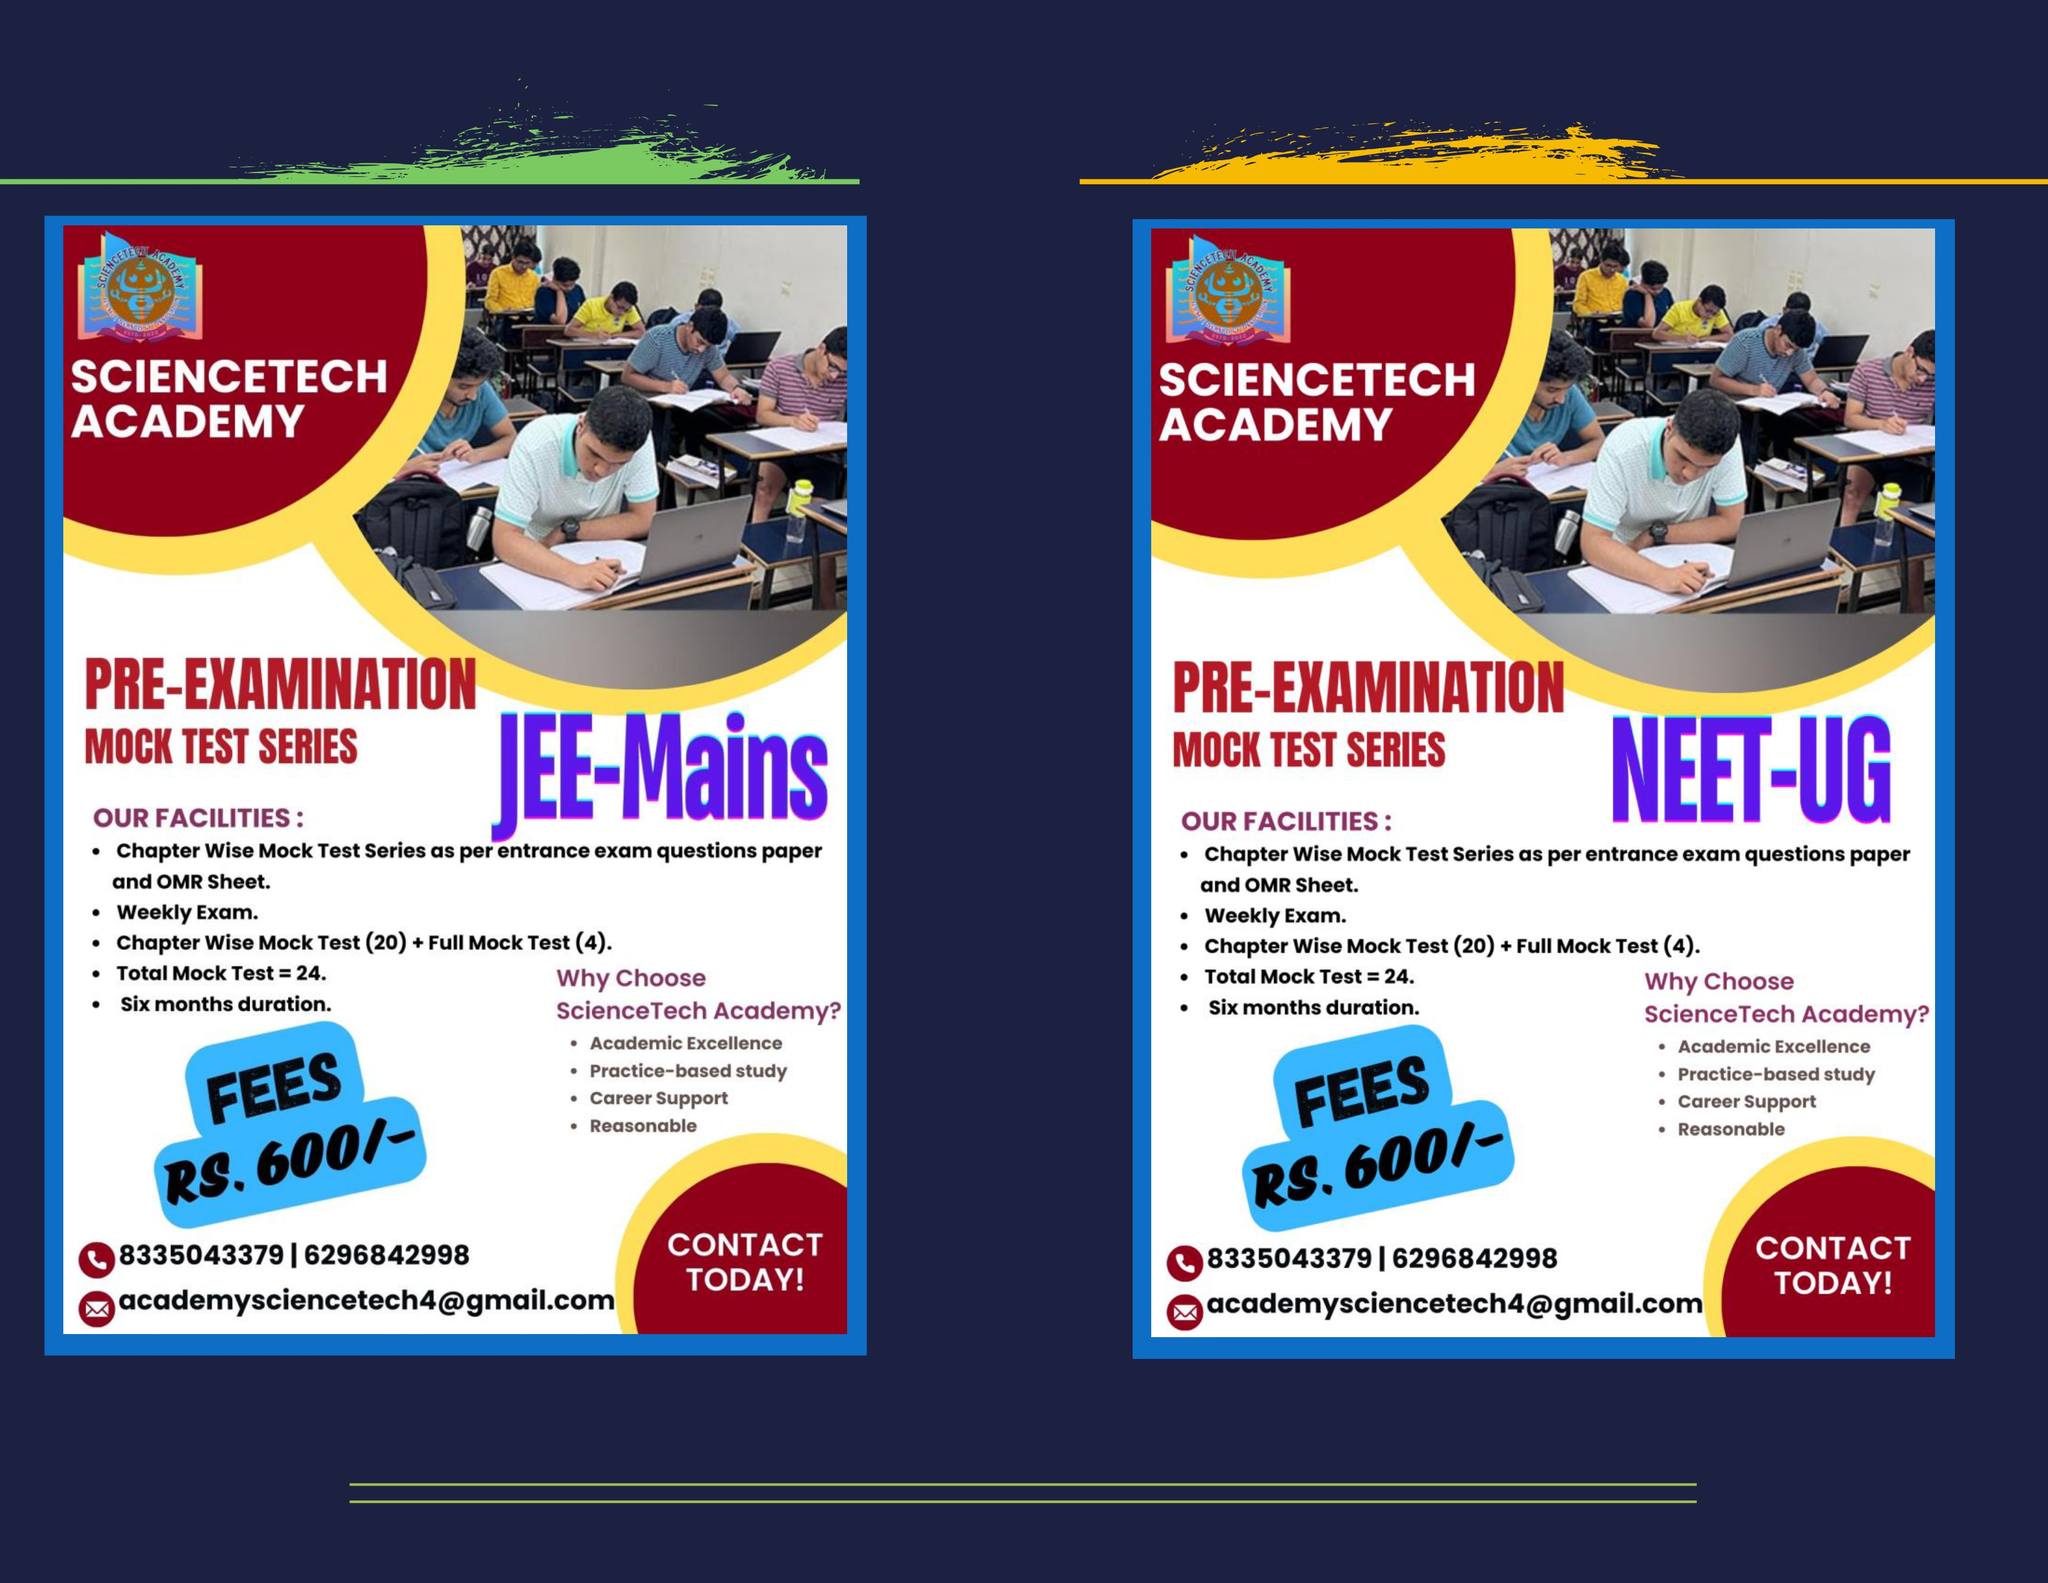 SCIENCETECH ACADEMY
SCIENCETECH
ACADEMY
PRE-EXAMINATION
MOCK TEST SERIES
JEE-Mains
OUR FACILITIES :
• Chapter Wise Mock Test Series as per entrance exam questions paper
and OMR Sheet.
• Weekly Exam.
• Chapter Wise Mock Test (20) + Full Mock Test (4).
• Total Mock Test = 24.
• Six months duration.
Why Choose
ScienceTech Academy?
• Academic Excellence
• Practice-based study
• Career Support
• Reasonable
FEES
RS. 600/-
8335043379 | 6296842998
academysciencetech4@gmail.com
CONTACT
TODAY!
SCIENCETECH ACADEMY
SCIENCETECH
ACADEMY
PRE-EXAMINATION
MOCK TEST SERIES
NEET-UG
OUR FACILITIES :
• Chapter Wise Mock Test Series as per entrance exam questions paper
and OMR Sheet.
• Weekly Exam.
• Chapter Wise Mock Test (20) + Full Mock Test (4).
• Total Mock Test = 24.
• Six months duration.
Why Choose
ScienceTech Academy?
• Academic Excellence
• Practice-based study
• Career Support
• Reasonable
FEES
RS. 600/-
8335043379 | 6296842998
academysciencetech4@gmail.com
CONTACT
TODAY!